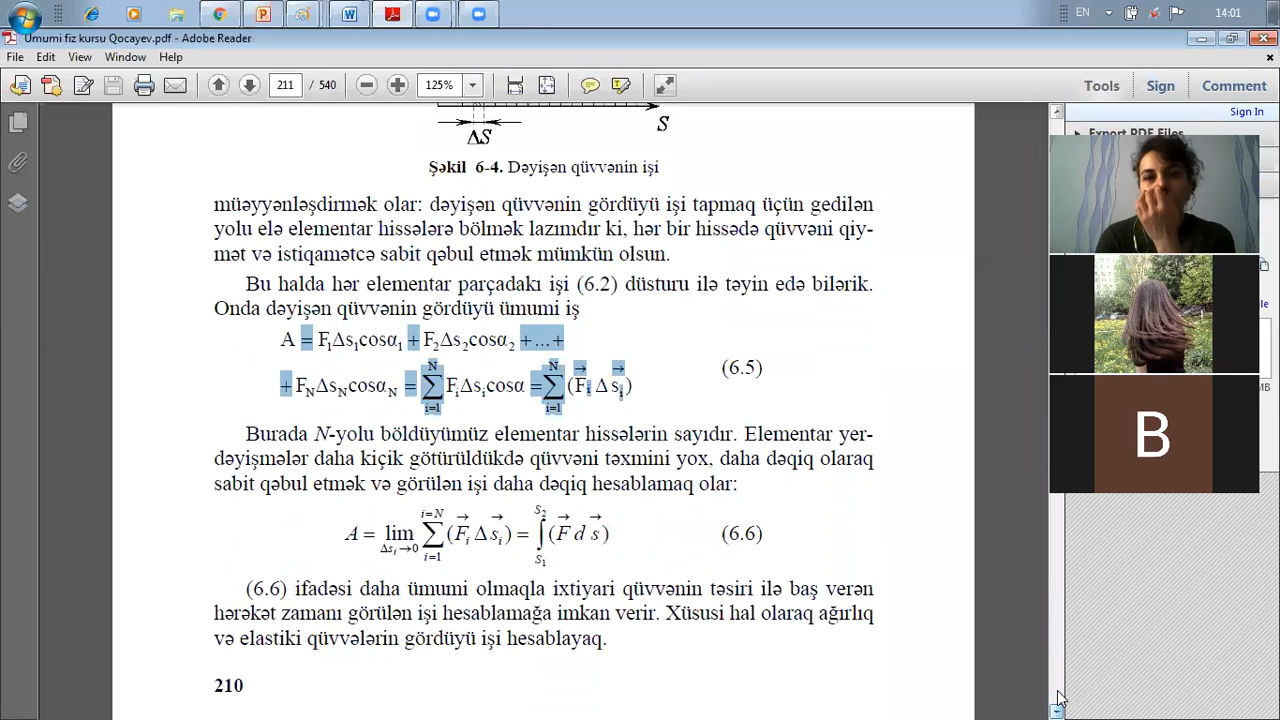 EN
14:01
Umumi fiz kursu Qocayev.pdf - Adobe Reader
File Edit View Window Help
211 / 540 125% Tools Sign Comment
Sign In
Export PDF Files
S
ΔS
Şəkil 6-4. Dəyişən qüvvənin işi
müəyyənləşdirmək olar: dəyişən qüvvənin gördüyü işi tapmaq üçün gedilən
yolu elə elementar hissələrə bölmək lazımdır ki, hər bir hissədə qüvvəni qiy-
mət və istiqamətcə sabit qəbul etmək mümkün olsun.
Bu halda hər elementar parçadakı işi (6.2) düsturu ilə təyin edə bilərik.
Onda dəyişən qüvvənin gördüyü ümumi iş
A = F₁Δs₁cosα₁ + F₂Δs₂cosα₂ +...+
+ F_NΔs_Ncosα_N = ∑_{i=1}^{N} F_iΔs_icosα = ∑_{i=1}^{N} (F⃗_i Δ s⃗_i) (6.5)
Burada N-yolu böldüyümüz elementar hissələrin sayıdır. Elementar yer-
dəyişmələr daha kiçik götürüldükdə qüvvəni təxmini yox, daha dəqiq olaraq
sabit qəbul etmək və görülən işi daha dəqiq hesablamaq olar:
A = lim_{Δs_i→0} ∑_{i=1}^{i=N} (F⃗_i Δ s⃗_i) = ∫_{S₁}^{S₂} (F⃗ d s⃗) (6.6)
(6.6) ifadəsi daha ümumi olmaqla ixtiyari qüvvənin təsiri ilə baş verən
hərəkət zamanı görülən işi hesablamağa imkan verir. Xüsusi hal olaraq ağırlıq
və elastiki qüvvələrin gördüyü işi hesablayaq.
210
B